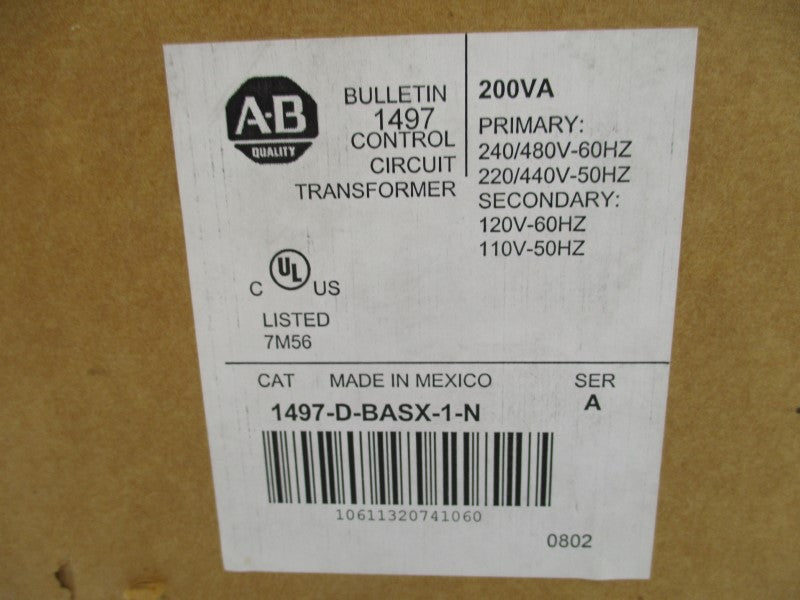 A-B
QUALITY
BULLETIN
1497
CONTROL
CIRCUIT
TRANSFORMER
200VA
PRIMARY:
240/480V-60HZ
220/440V-50HZ
SECONDARY:
120V-60HZ
110V-50HZ
C UL US
LISTED
7M56
CAT MADE IN MEXICO SER
1497-D-BASX-1-N A
10611320741060
0802